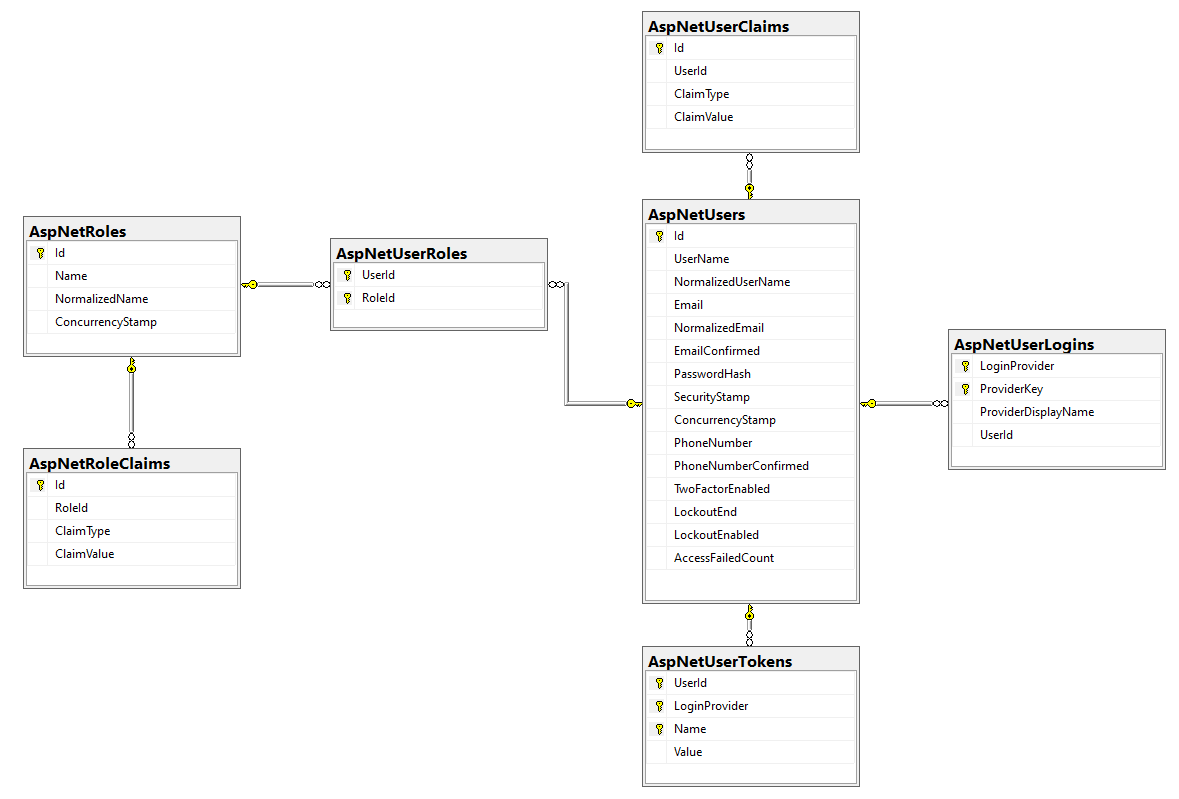 AspNetUserClaims
Id
UserId
ClaimType
ClaimValue
AspNetRoles
Id
Name
NormalizedName
ConcurrencyStamp
AspNetUserRoles
UserId
RoleId
AspNetUsers
Id
UserName
NormalizedUserName
Email
NormalizedEmail
EmailConfirmed
PasswordHash
SecurityStamp
ConcurrencyStamp
PhoneNumber
PhoneNumberConfirmed
TwoFactorEnabled
LockoutEnd
LockoutEnabled
AccessFailedCount
AspNetUserLogins
LoginProvider
ProviderKey
ProviderDisplayName
UserId
AspNetRoleClaims
Id
RoleId
ClaimType
ClaimValue
AspNetUserTokens
UserId
LoginProvider
Name
Value